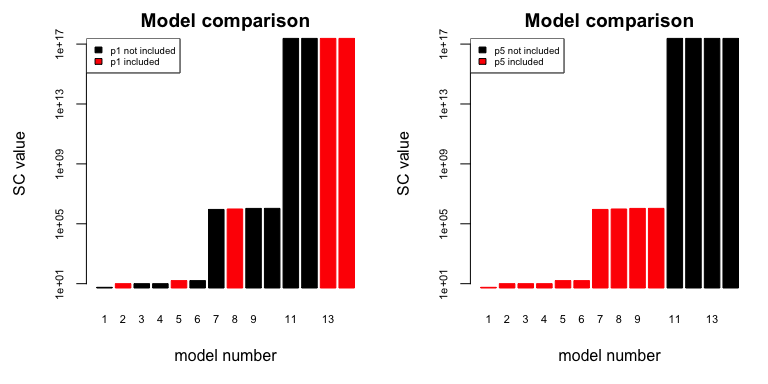 Model comparison
p1 not included
p1 included
1e+17
1e+13
1e+09
1e+05
1e+01
SC value
1 2 3 4 5 6 7 8 9 11 13
model number
Model comparison
p5 not included
p5 included
1e+17
1e+13
1e+09
1e+05
1e+01
SC value
1 2 3 4 5 6 7 8 9 11 13
model number